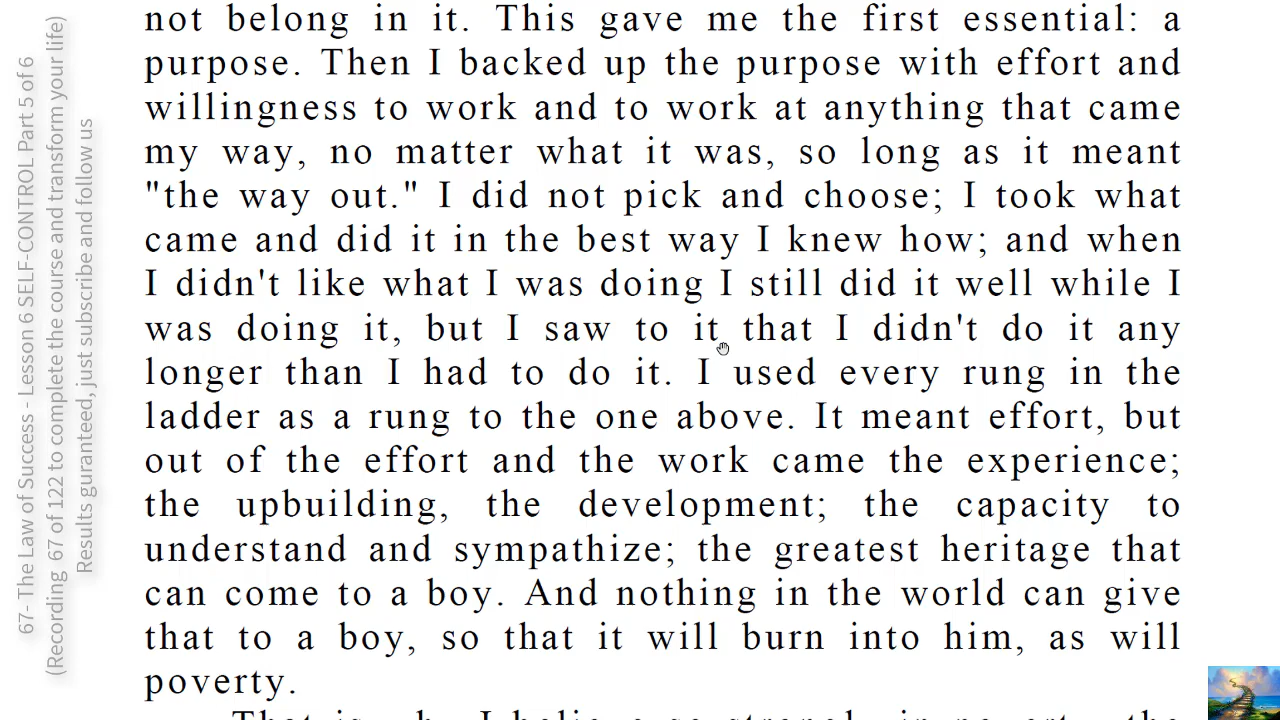 not belong in it. This gave me the first essential: a
purpose. Then I backed up the purpose with effort and
willingness to work and to work at anything that came
my way, no matter what it was, so long as it meant
"the way out." I did not pick and choose; I took what
came and did it in the best way I knew how; and when
I didn't like what I was doing I still did it well while I
was doing it, but I saw to it that I didn't do it any
longer than I had to do it. I used every rung in the
ladder as a rung to the one above. It meant effort, but
out of the effort and the work came the experience;
the upbuilding, the development; the capacity to
understand and sympathize; the greatest heritage that
can come to a boy. And nothing in the world can give
that to a boy, so that it will burn into him, as will
poverty.
67- The Law of Success - Lesson 6 SELF-CONTROL Part 5 of 6
(Recording 67 of 122 to complete the course and transform your life)
Results guranteed, just subscribe and follow us